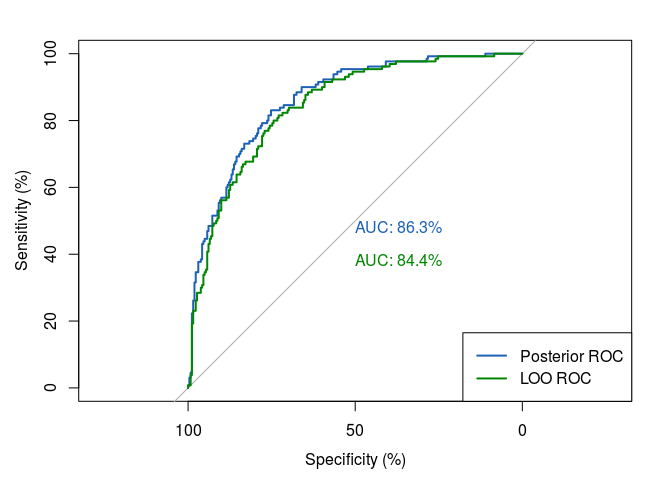 100
80
60
40
20
0
Sensitivity (%)
AUC: 86.3%
AUC: 84.4%
Posterior ROC
LOO ROC
100
50
0
Specificity (%)